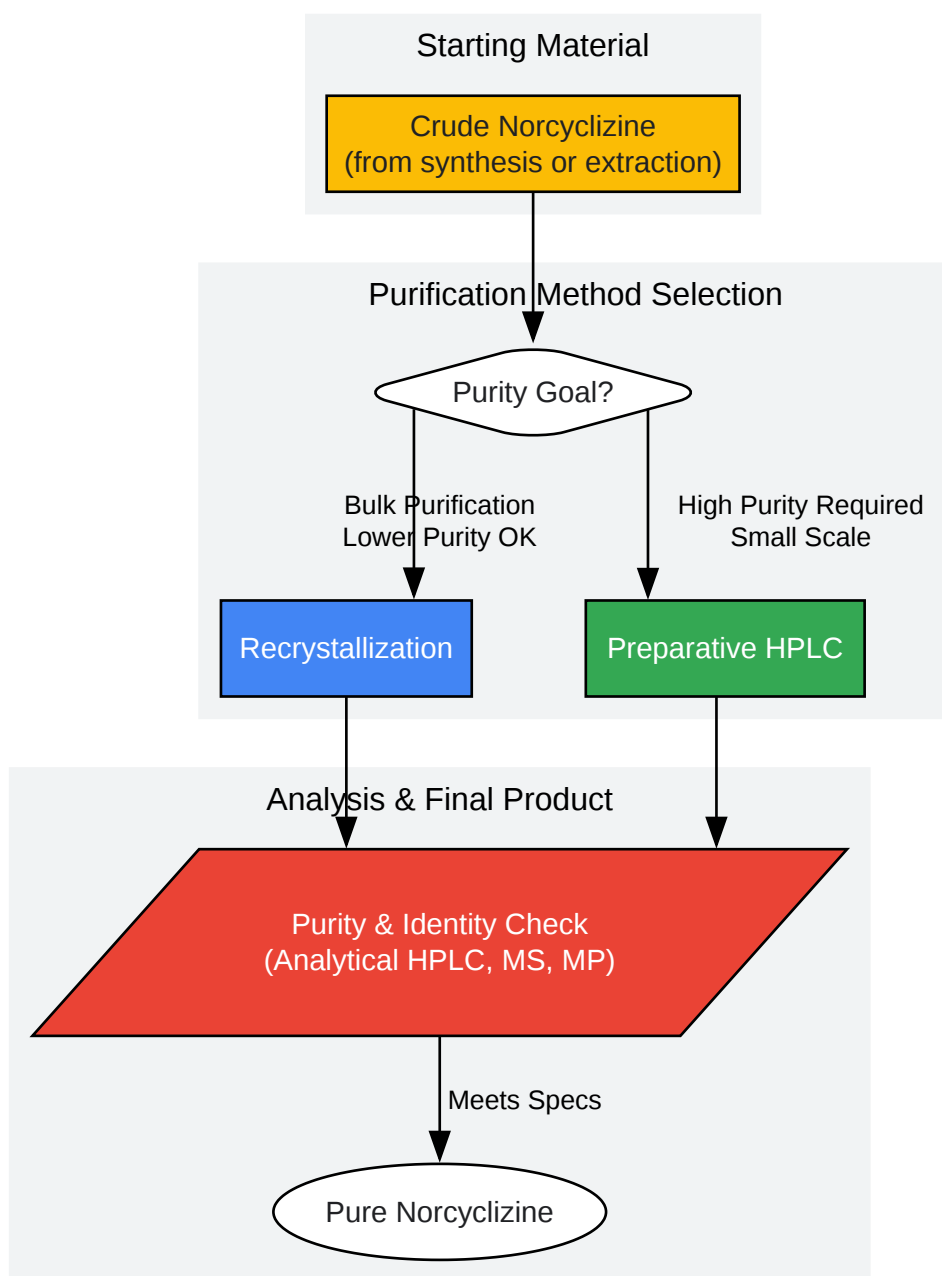 Starting Material
Crude Norcyclizine
(from synthesis or extraction)
Purification Method Selection
Purity Goal?
Bulk Purification
Lower Purity OK
High Purity Required
Small Scale
Recrystallization
Preparative HPLC
Analysis & Final Product
Purity & Identity Check
(Analytical HPLC, MS, MP)
Meets Specs
Pure Norcyclizine